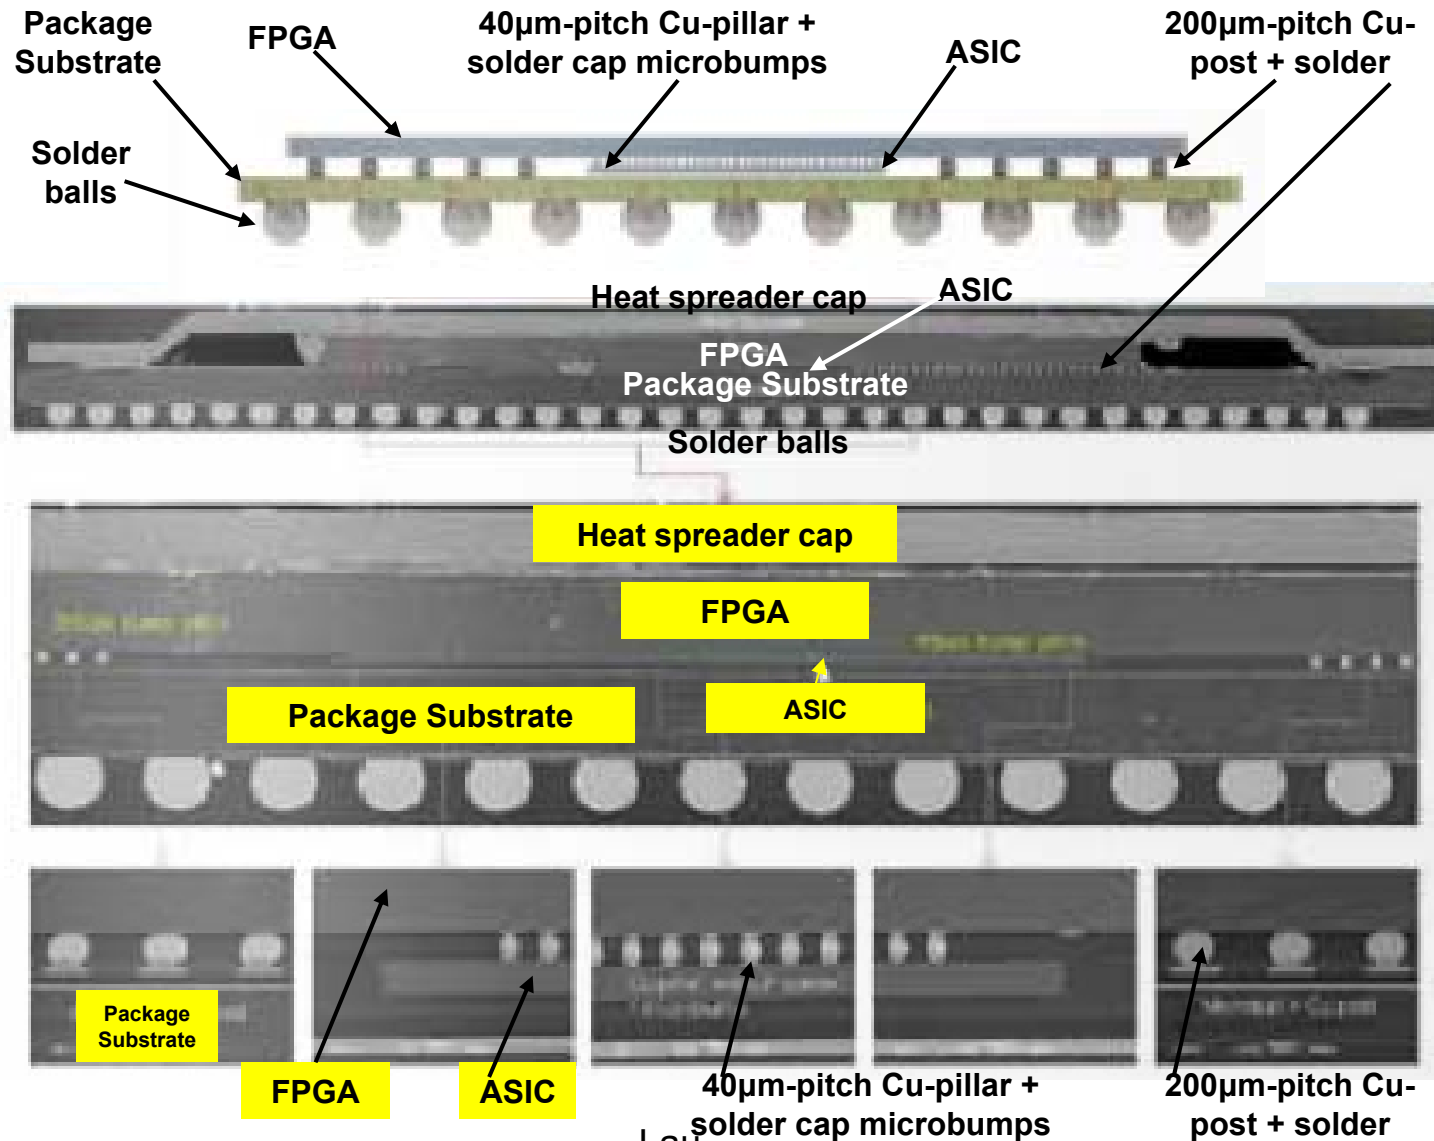 Package
Substrate
FPGA
40µm-pitch Cu-pillar +
solder cap microbumps
ASIC
200µm-pitch Cu-
post + solder
Solder
balls
Heat spreader cap
ASIC
FPGA
Package Substrate
Solder balls
Heat spreader cap
FPGA
ASIC
Package Substrate
Package
Substrate
FPGA
ASIC
40µm-pitch Cu-pillar +
solder cap microbumps
200µm-pitch Cu-
post + solder